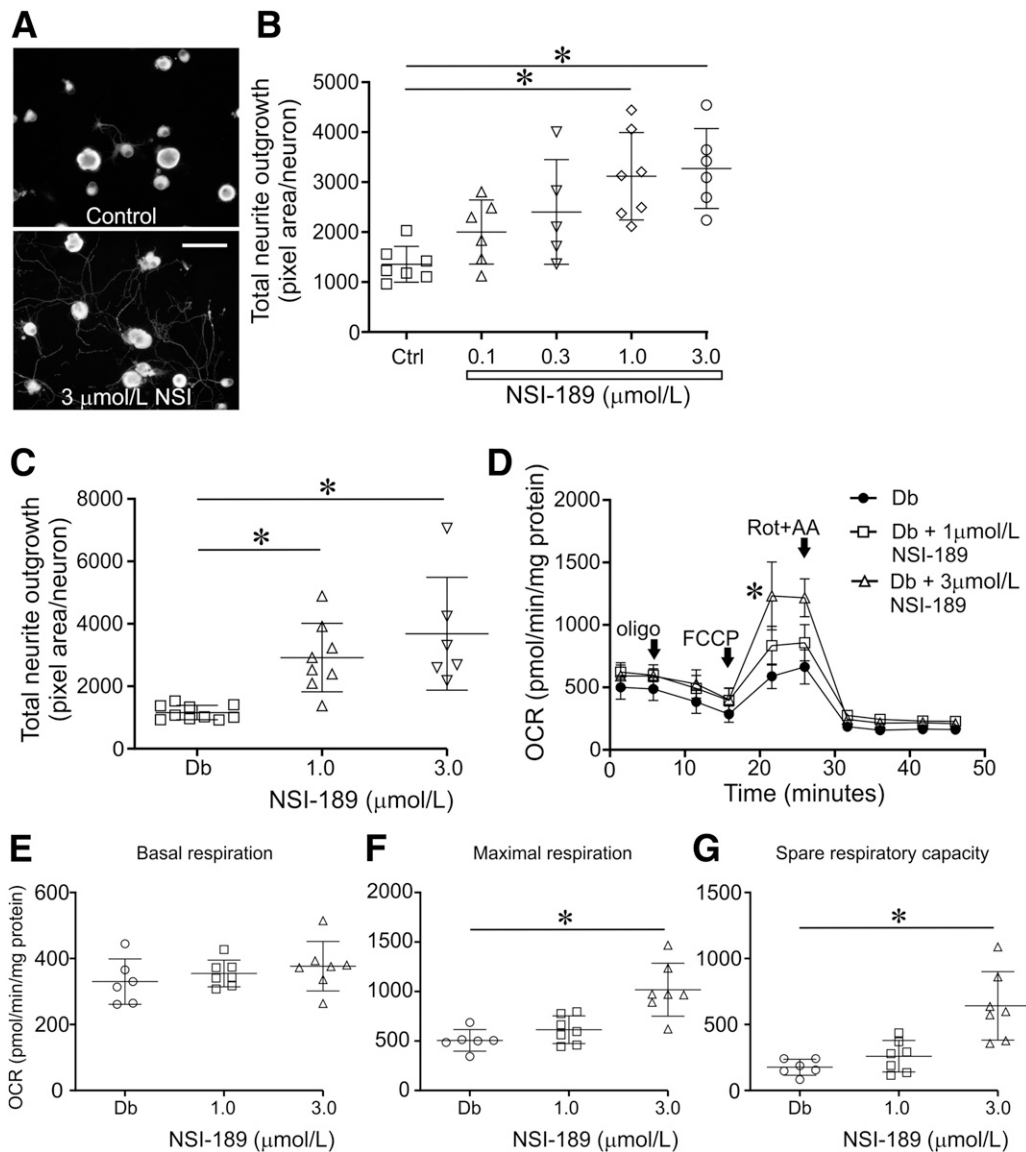 A
Control
3 μmol/L NSI
B
*
*
Total neurite outgrowth
(pixel area/neuron)
5000
4000
3000
2000
1000
0
Ctrl
0.1
0.3
1.0
3.0
NSI-189 (μmol/L)
C
*
*
Total neurite outgrowth
(pixel area/neuron)
8000
6000
4000
2000
0
Db
1.0
3.0
NSI-189 (μmol/L)
D
OCR (pmol/min/mg protein)
2000
1500
1000
500
0
oligo
FCCP
*
Rot+AA
Db
Db + 1μmol/L
NSI-189
Db + 3μmol/L
NSI-189
0
10
20
30
40
50
Time (minutes)
E
Basal respiration
OCR (pmol/min/mg protein)
600
400
200
0
Db
1.0
3.0
NSI-189 (μmol/L)
F
Maximal respiration
2000
1500
1000
500
0
*
Db
1.0
3.0
NSI-189 (μmol/L)
G
Spare respiratory capacity
1500
1000
500
0
*
Db
1.0
3.0
NSI-189 (μmol/L)